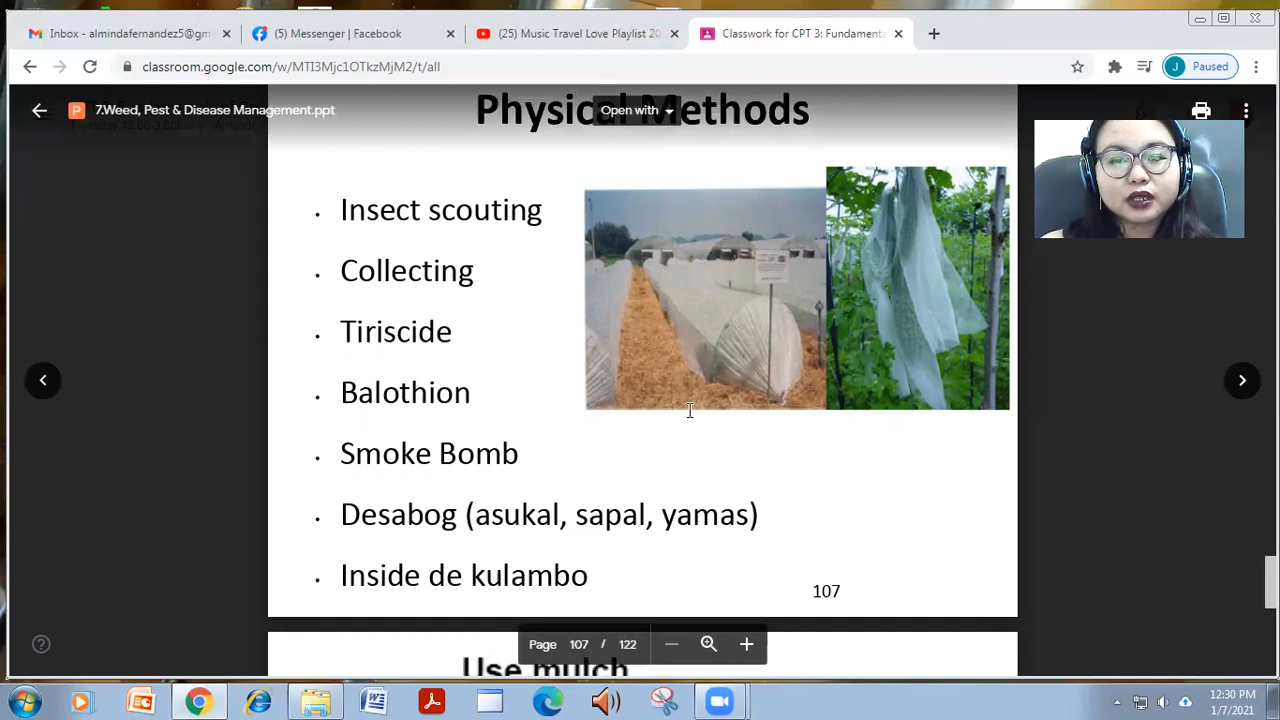 Inbox - almindafernandez5@gm
(5) Messenger | Facebook
(25) Music Travel Love Playlist 20
Classwork for CPT 3: Fundamenta
classroom.google.com/w/MTI3Mjc1OTkzMjM2/t/all
J Paused
P 7.Weed, Pest & Disease Management.ppt
Open with
Physical Methods
• Insect scouting
• Collecting
• Tiriscide
• Balothion
• Smoke Bomb
• Desabog (asukal, sapal, yamas)
• Inside de kulambo
107
Page 107 / 122
Use mulch
12:30 PM
1/7/2021